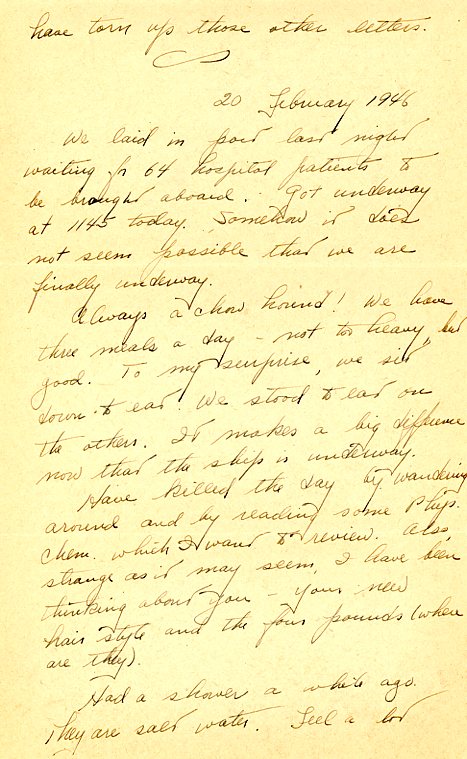 have torn up those other letters.
20 February 1946
We laid in port last night
waiting fr 64 hospital patients to
be brought aboard. Got underway
at 1145 today. Somehow it does
not seem possible that we are
finally underway.
Always a chow hound! We have
three meals a day - not too heavy, but
good. To my surprise, we sit
down to eat. We stood to eat on
the others. It makes a big difference
now that the ship is underway.
Have killed the day by wandering
around and by reading some Phys.
Chem. which I want to review. Also,
strange as it may seem, I have been
thinking about you - your new
hair style and the four pounds (where
are they).
Had a shower a while ago.
They are salt water. Feel a lot